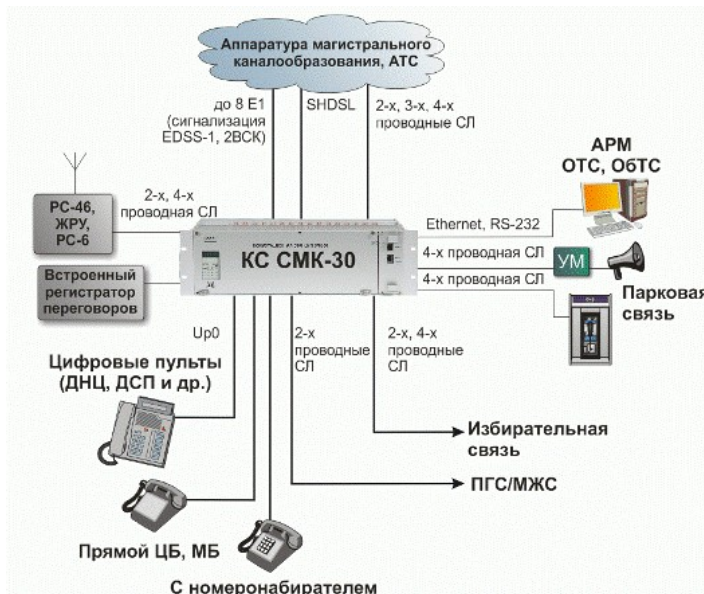 Аппаратура магистрального
каналообразования, АТС
до 8 Е1
(сигнализация
EDSS-1, 2ВСК)
SHDSL
2-х, 3-х, 4-х
проводные СЛ
АРМ
ОТС, ОбТС
РС-46,
ЖРУ,
РС-6
2-х, 4-х
проводная СЛ
Ethernet, RS-232
КС СМК-30
4-х проводная СЛ
УМ
4-х проводная СЛ
Парковая
связь
Встроенный
регистратор
переговоров
Up0
2-х
проводные
СЛ
2-х, 4-х
проводные
СЛ
Цифровые пульты
(ДНЦ, ДСП и др.)
Избирательная
связь
ПГС/МЖС
Прямой ЦБ, МБ
С номеронабирателем